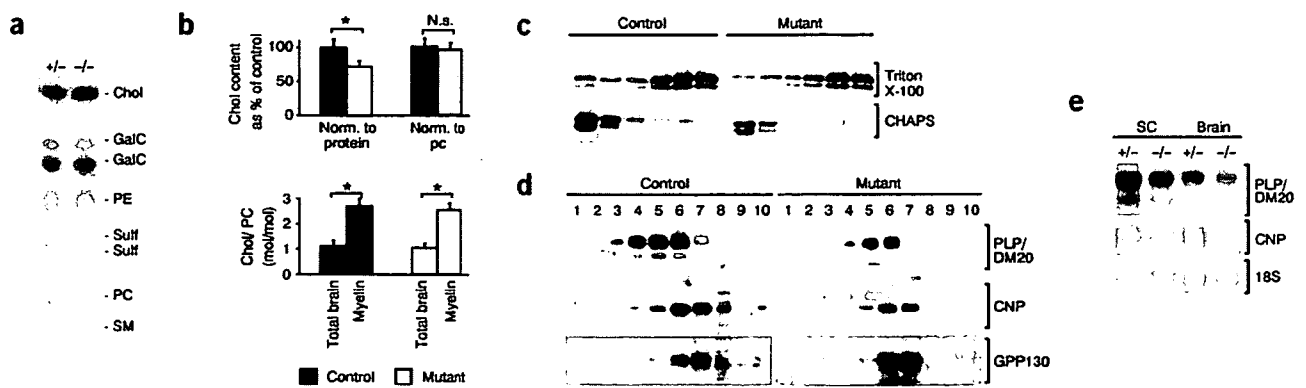 a
+/- -/-
- Chol
- GalC
- GalC
- PE
- Sulf
- Sulf
- PC
- SM
b
Chol content
as % of control
100
50
0
*
N.s.
Norm. to
protein
Norm. to
pc
Chol/ PC
(mol/mol)
3
2
1
0
*
*
Total brain
Myelin
Total brain
Myelin
Control
Mutant
c
Control
Mutant
Triton
X-100
CHAPS
d
Control
Mutant
1 2 3 4 5 6 7 8 9 10
1 2 3 4 5 6 7 8 9 10
PLP/
DM20
CNP
GPP130
e
SC
Brain
+/- -/- +/- -/-
PLP/
DM20
CNP
18S